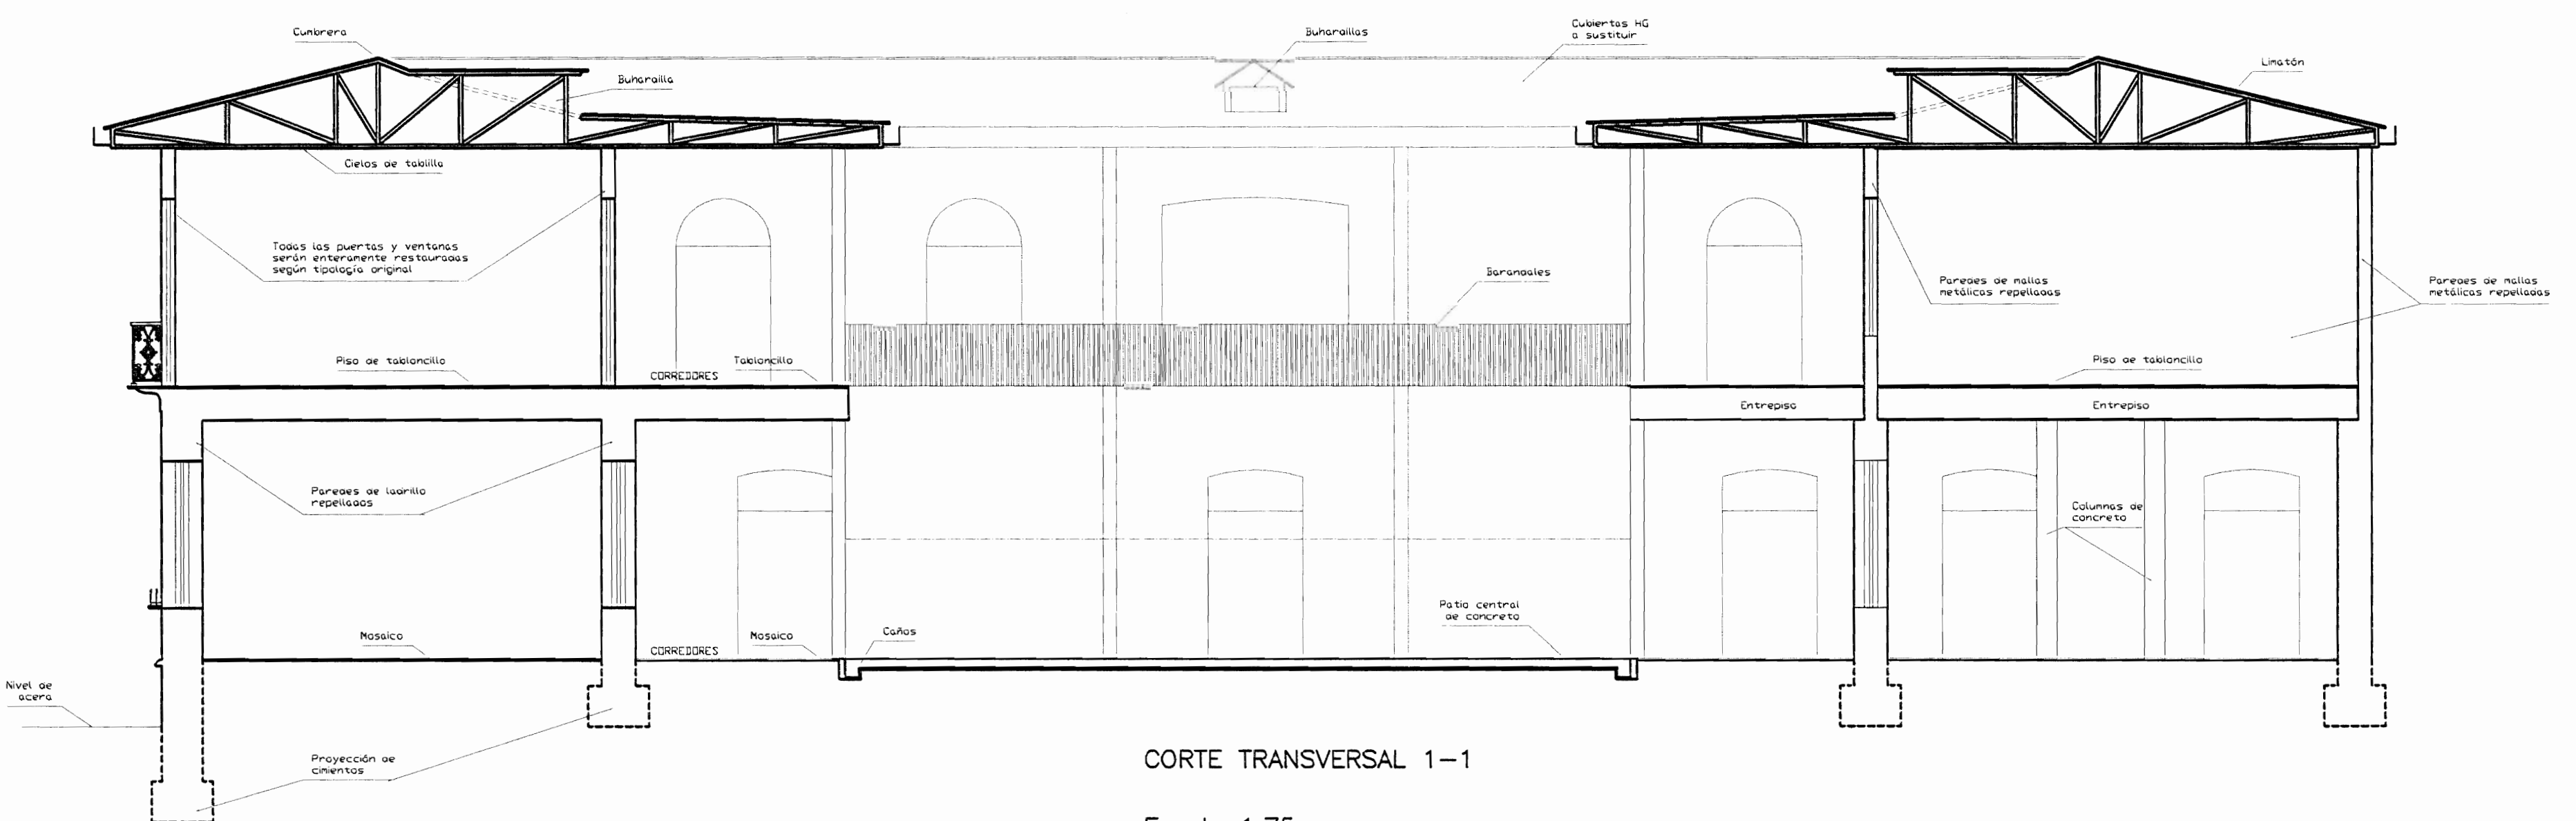 Cumbrera
Buharailla
Buharaillas
Cubiertas HG
a sustituir
Limatón
Cielos de tablilla
Todas las puertas y ventanas
serán enteramente restauradas
según tipología original
Barandales
Paredes de mallas
metálicas repelladas
Paredes de mallas
metálicas repelladas
Piso de tabloncillo
CORREDORES
Tabloncillo
Piso de tabloncillo
Entrepiso
Entrepiso
Paredes de ladrillo
repelladas
Columnas de
concreto
Patio central
de concreto
Mosaico
CORREDORES
Mosaico
Caños
Nivel de
acera
Proyección de
cimientos
CORTE TRANSVERSAL 1-1